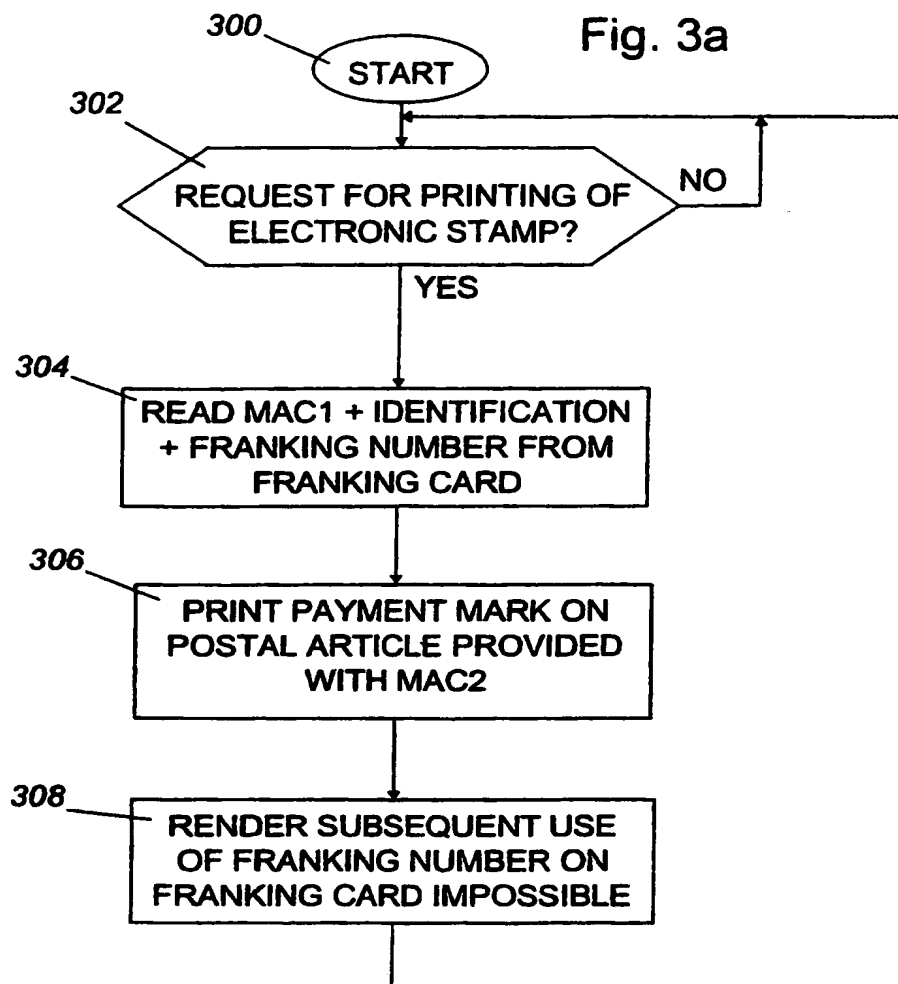 Fig. 3a
300
START
302
REQUEST FOR PRINTING OF
ELECTRONIC STAMP?
NO
YES
304
READ MAC1 + IDENTIFICATION
+ FRANKING NUMBER FROM
FRANKING CARD
306
PRINT PAYMENT MARK ON
POSTAL ARTICLE PROVIDED
WITH MAC2
308
RENDER SUBSEQUENT USE
OF FRANKING NUMBER ON
FRANKING CARD IMPOSSIBLE